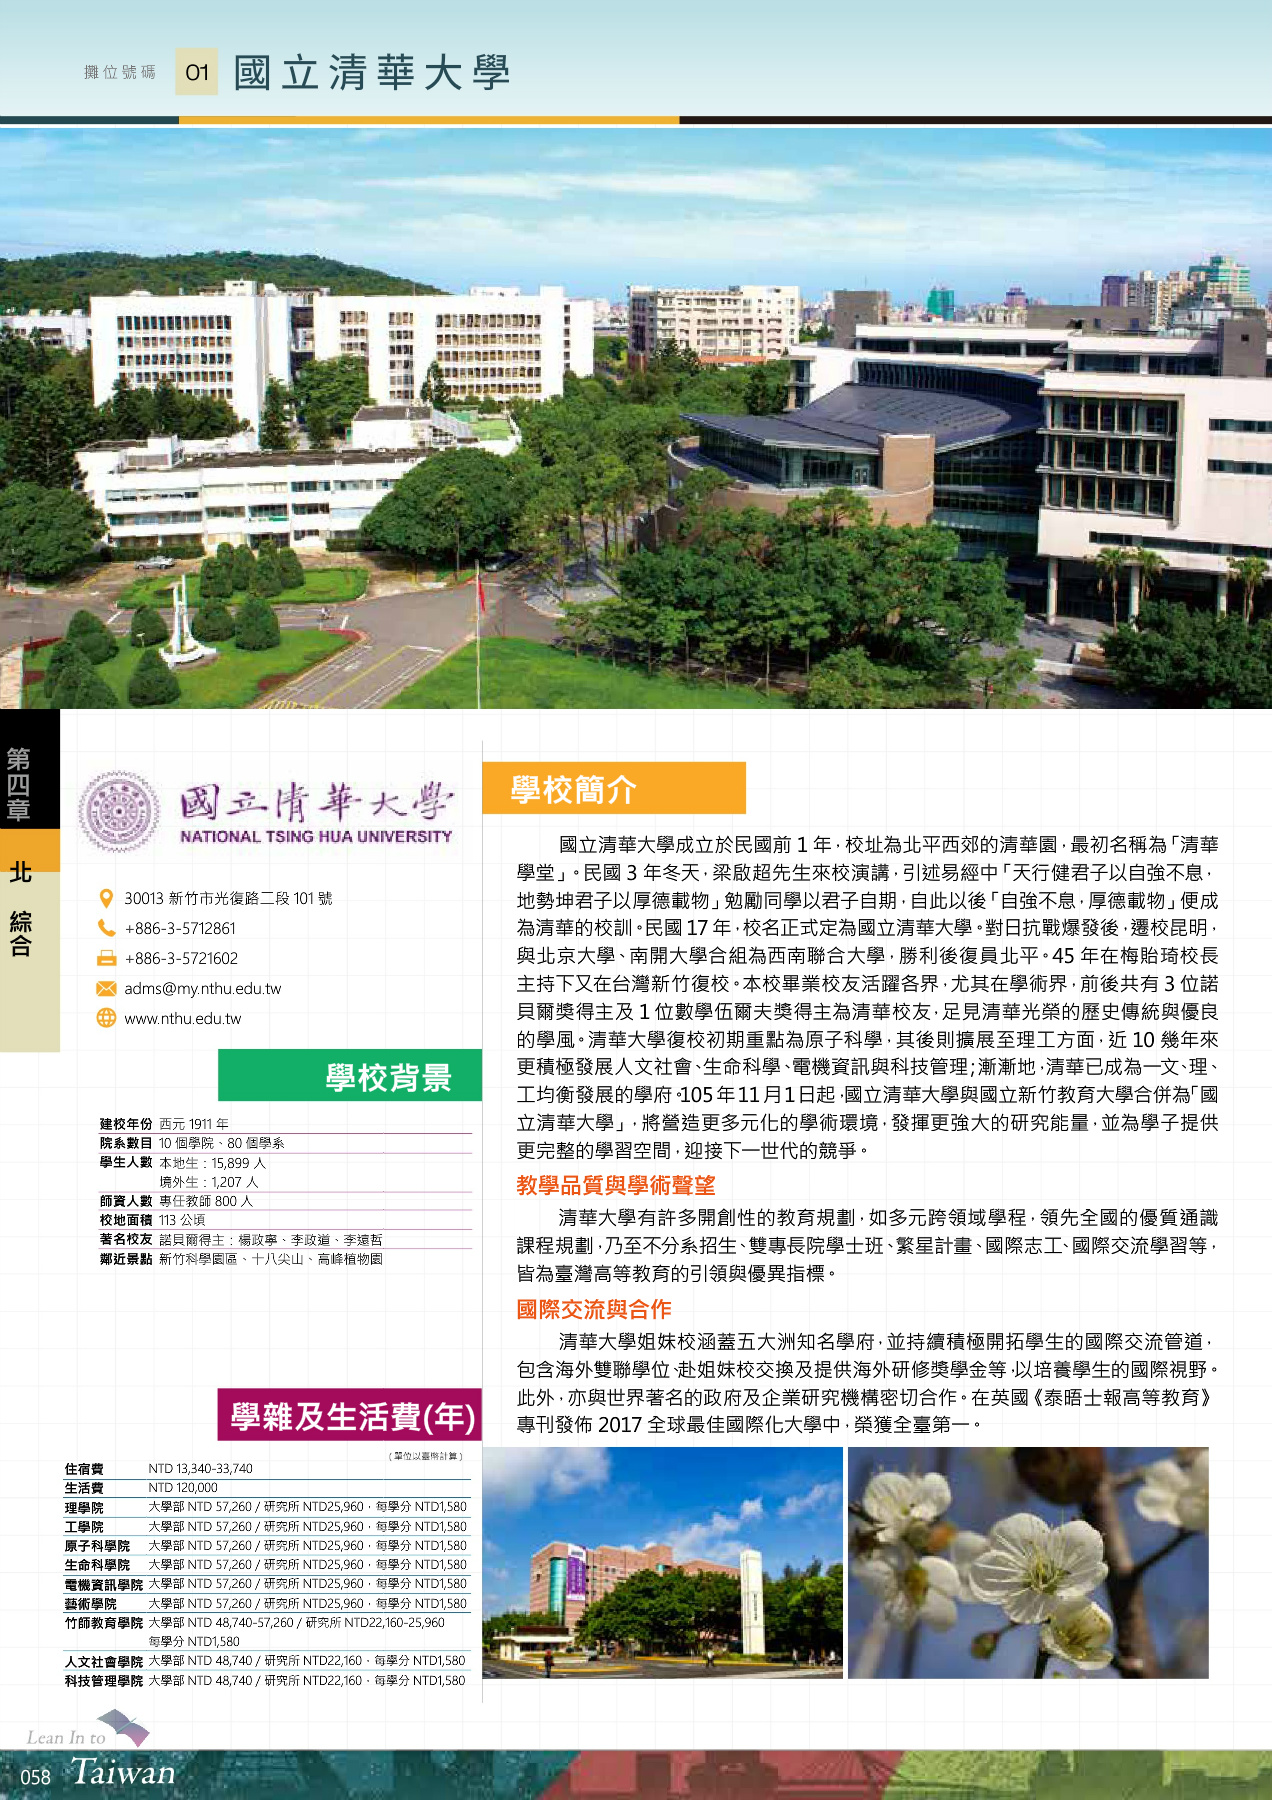 攤位號碼 01 國立清華大學
第四章
北
綜合
國立清華大學
NATIONAL TSING HUA UNIVERSITY
30013 新竹市光復路二段 101 號
+886-3-5712861
+886-3-5721602
adms@my.nthu.edu.tw
www.nthu.edu.tw
學校背景
建校年份 西元 1911 年
院系數目 10 個學院、80 個學系
學生人數 本地生：15,899 人
境外生：1,207 人
師資人數 專任教師 800 人
校地面積 113 公頃
著名校友 諾貝爾得主：楊政寧、李政道、李遠哲
鄰近景點 新竹科學園區、十八尖山、高峰植物園
學雜及生活費(年)
(單位以臺幣計算)
住宿費 NTD 13,340-33,740
生活費 NTD 120,000
理學院 大學部 NTD 57,260 / 研究所 NTD25,960，每學分 NTD1,580
工學院 大學部 NTD 57,260 / 研究所 NTD25,960，每學分 NTD1,580
原子科學院 大學部 NTD 57,260 / 研究所 NTD25,960，每學分 NTD1,580
生命科學院 大學部 NTD 57,260 / 研究所 NTD25,960，每學分 NTD1,580
電機資訊學院 大學部 NTD 57,260 / 研究所 NTD25,960，每學分 NTD1,580
藝術學院 大學部 NTD 57,260 / 研究所 NTD25,960，每學分 NTD1,580
竹師教育學院 大學部 NTD 48,740-57,260 / 研究所 NTD22,160-25,960
每學分 NTD1,580
人文社會學院 大學部 NTD 48,740 / 研究所 NTD22,160，每學分 NTD1,580
科技管理學院 大學部 NTD 48,740 / 研究所 NTD22,160，每學分 NTD1,580
學校簡介
國立清華大學成立於民國前 1 年，校址為北平西郊的清華園，最初名稱為「清華
學堂」。民國 3 年冬天，梁啟超先生來校演講，引述易經中「天行健君子以自強不息，
地勢坤君子以厚德載物」勉勵同學以君子自期，自此以後「自強不息，厚德載物」便成
為清華的校訓。民國 17 年，校名正式定為國立清華大學。對日抗戰爆發後，遷校昆明，
與北京大學、南開大學合組為西南聯合大學，勝利後復員北平。45 年在梅貽琦校長
主持下又在台灣新竹復校。本校畢業校友活躍各界，尤其在學術界，前後共有 3 位諾
貝爾獎得主及 1 位數學伍爾夫獎得主為清華校友，足見清華光榮的歷史傳統與優良
的學風。清華大學復校初期重點為原子科學，其後則擴展至理工方面，近 10 幾年來
更積極發展人文社會、生命科學、電機資訊與科技管理；漸漸地，清華已成為一文、理、
工均衡發展的學府。105 年 11 月 1 日起，國立清華大學與國立新竹教育大學合併為「國
立清華大學」，將營造更多元化的學術環境，發揮更強大的研究能量，並為學子提供
更完整的學習空間，迎接下一世代的競爭。
教學品質與學術聲望
清華大學有許多開創性的教育規劃，如多元跨領域學程，領先全國的優質通識
課程規劃，乃至不分系招生、雙專長院學士班、繁星計畫、國際志工、國際交流學習等，
皆為臺灣高等教育的引領與優異指標。
國際交流與合作
清華大學姐妹校涵蓋五大洲知名學府，並持續積極開拓學生的國際交流管道，
包含海外雙聯學位、赴姐妹校交換及提供海外研修獎學金等，以培養學生的國際視野。
此外，亦與世界著名的政府及企業研究機構密切合作。在英國《泰晤士報高等教育》
專刊發佈 2017 全球最佳國際化大學中，榮獲全臺第一。
Lean In to
Taiwan
058